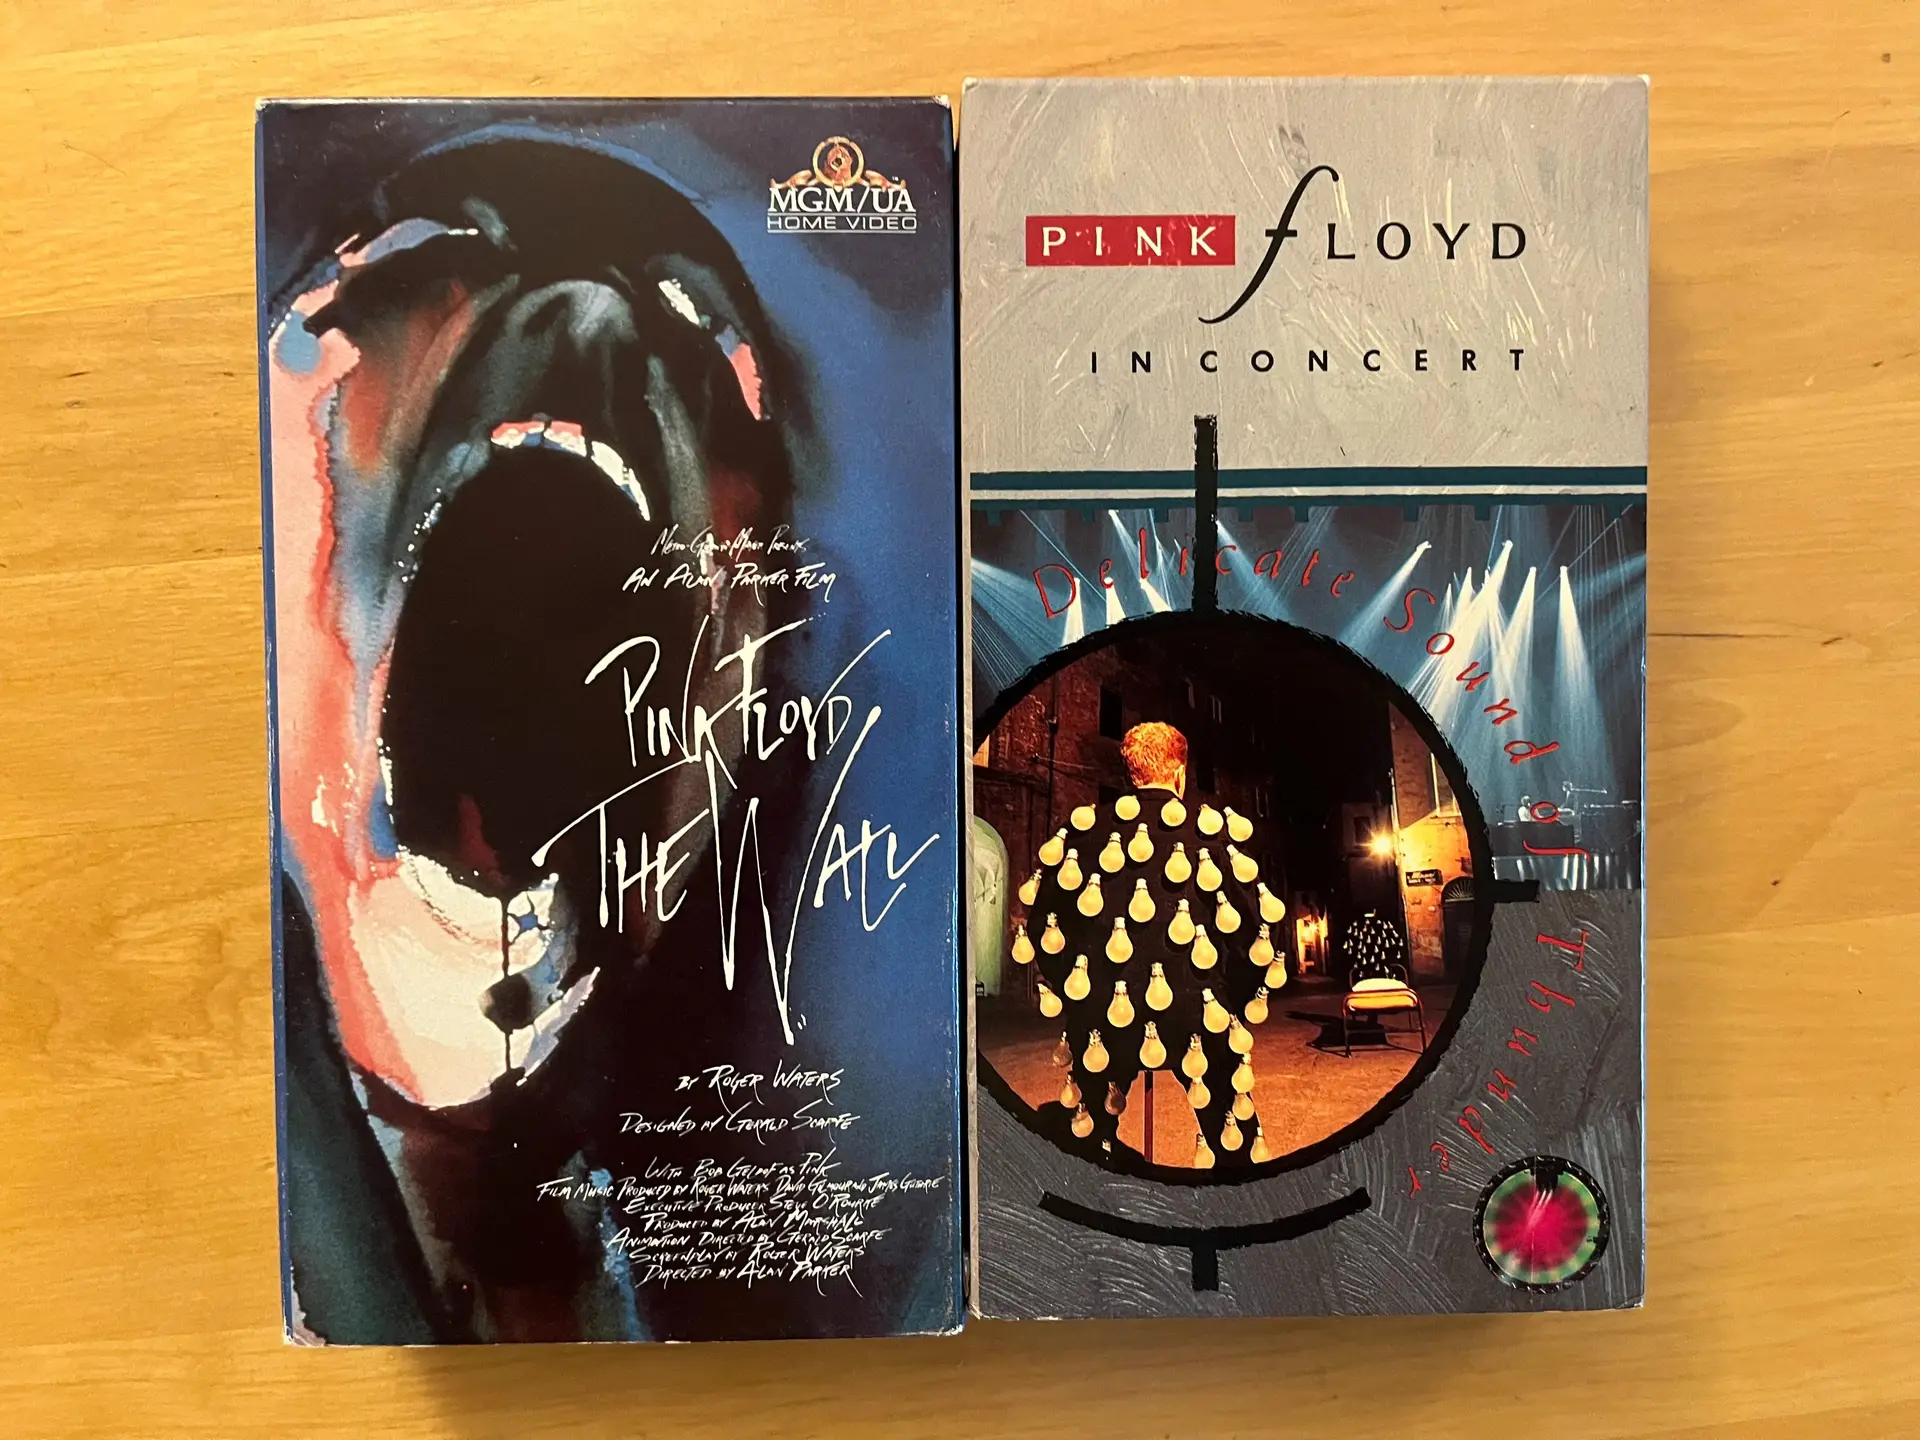 MGM/UA
HOME VIDEO
Metro-Goldwyn-Mayer Presents
An Alan Parker Film
Pink Floyd
The Wall
by Roger Waters
Designed by Gerald Scarfe
With Bob Geldof as Pink
Film Music Produced by Roger Waters David Gilmour and James Guthrie
Executive Producer Steve O'Rourke
Produced by Alan Marshall
Animation Directed by Gerald Scarfe
Screenplay by Roger Waters
Directed by Alan Parker
PINK fLOYD
IN CONCERT
Delicate Sound of Thunder